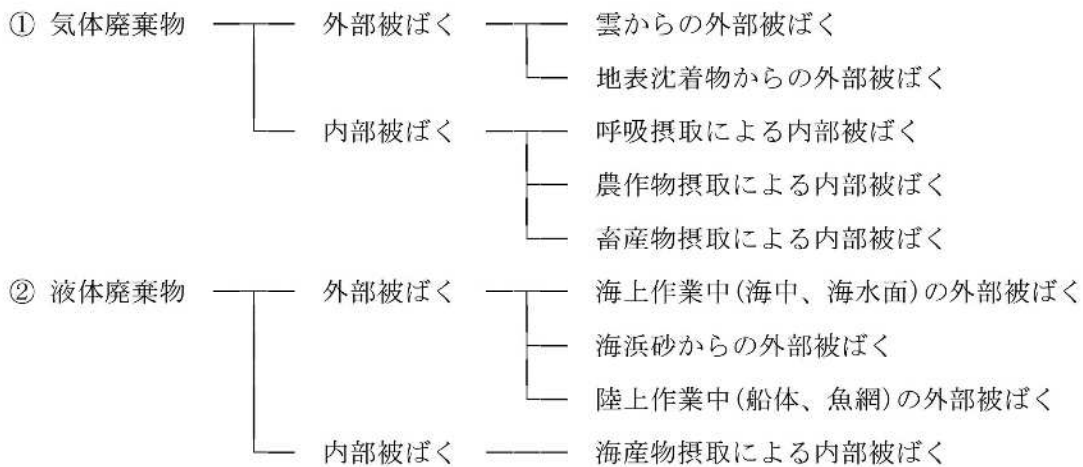 ① 気体廃棄物 外部被ばく 雲からの外部被ばく
地表沈着物からの外部被ばく
内部被ばく 呼吸摂取による内部被ばく
農作物摂取による内部被ばく
畜産物摂取による内部被ばく
② 液体廃棄物 外部被ばく 海上作業中(海中、海水面)の外部被ばく
海浜砂からの外部被ばく
陸上作業中(船体、魚網)の外部被ばく
内部被ばく 海産物摂取による内部被ばく